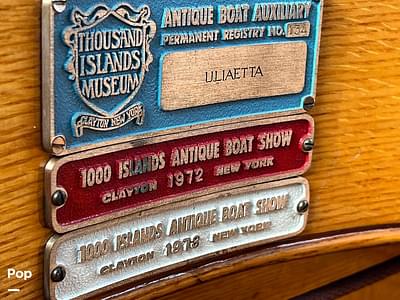 THOUSAND
ISLANDS
MUSEUM
CLAYTON NEW YORK
ANTIQUE BOAT AUXILIARY
PERMANENT REGISTRY NO.
ULIAETTA
1000 ISLANDS ANTIQUE BOAT SHOW
CLAYTON 1972 NEW YORK
1000 ISLANDS ANTIQUE BOAT SHOW
CLAYTON 1973 NEW YORK
Pop